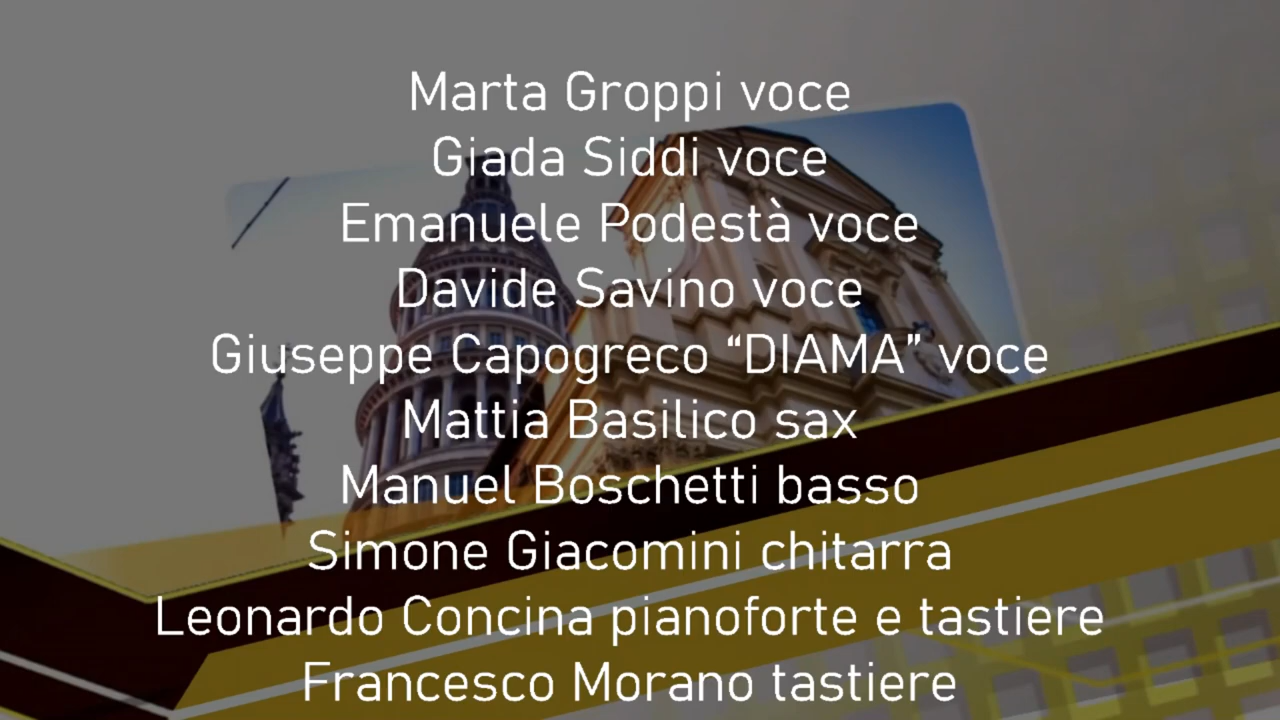 Marta Groppi voce
Giada Siddi voce
Emanuele Podestà voce
Davide Savino voce
Giuseppe Capogreco “DIAMA” voce
Mattia Basilico sax
Manuel Boschetti basso
Simone Giacomini chitarra
Leonardo Concina pianoforte e tastiere
Francesco Morano tastiere